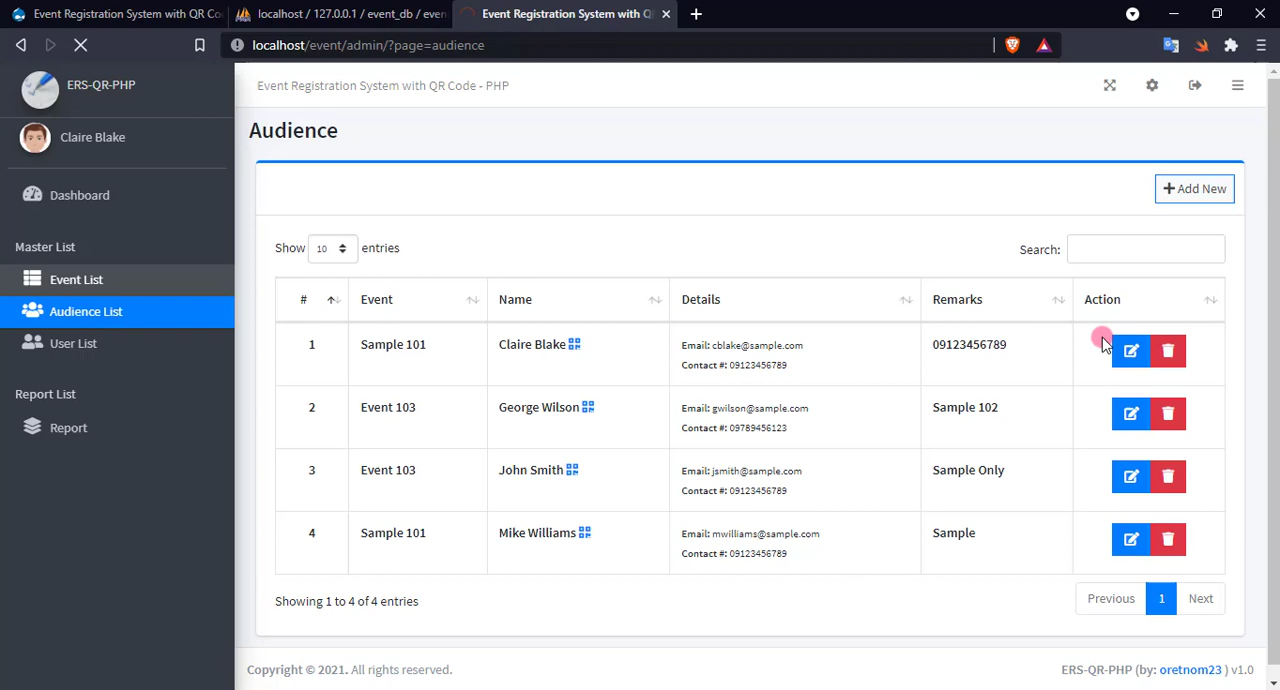 Event Registration System with QR Co
localhost / 127.0.0.1 / event_db / even
Event Registration System with Q
localhost/event/admin/?page=audience
ERS-QR-PHP
Event Registration System with QR Code - PHP
Claire Blake
Audience
Dashboard
Add New
Master List
Event List
Audience List
User List
Report List
Report
Show 10 entries
Search:
# Event Name Details Remarks Action
1 Sample 101 Claire Blake Email: cblake@sample.com 09123456789
Contact #: 09123456789
2 Event 103 George Wilson Email: gwilson@sample.com Sample 102
Contact #: 09789456123
3 Event 103 John Smith Email: jsmith@sample.com Sample Only
Contact #: 09123456789
4 Sample 101 Mike Williams Email: mwilliams@sample.com Sample
Contact #: 09123456789
Showing 1 to 4 of 4 entries
Previous 1 Next
Copyright © 2021. All rights reserved.
ERS-QR-PHP (by: oretnom23 ) v1.0